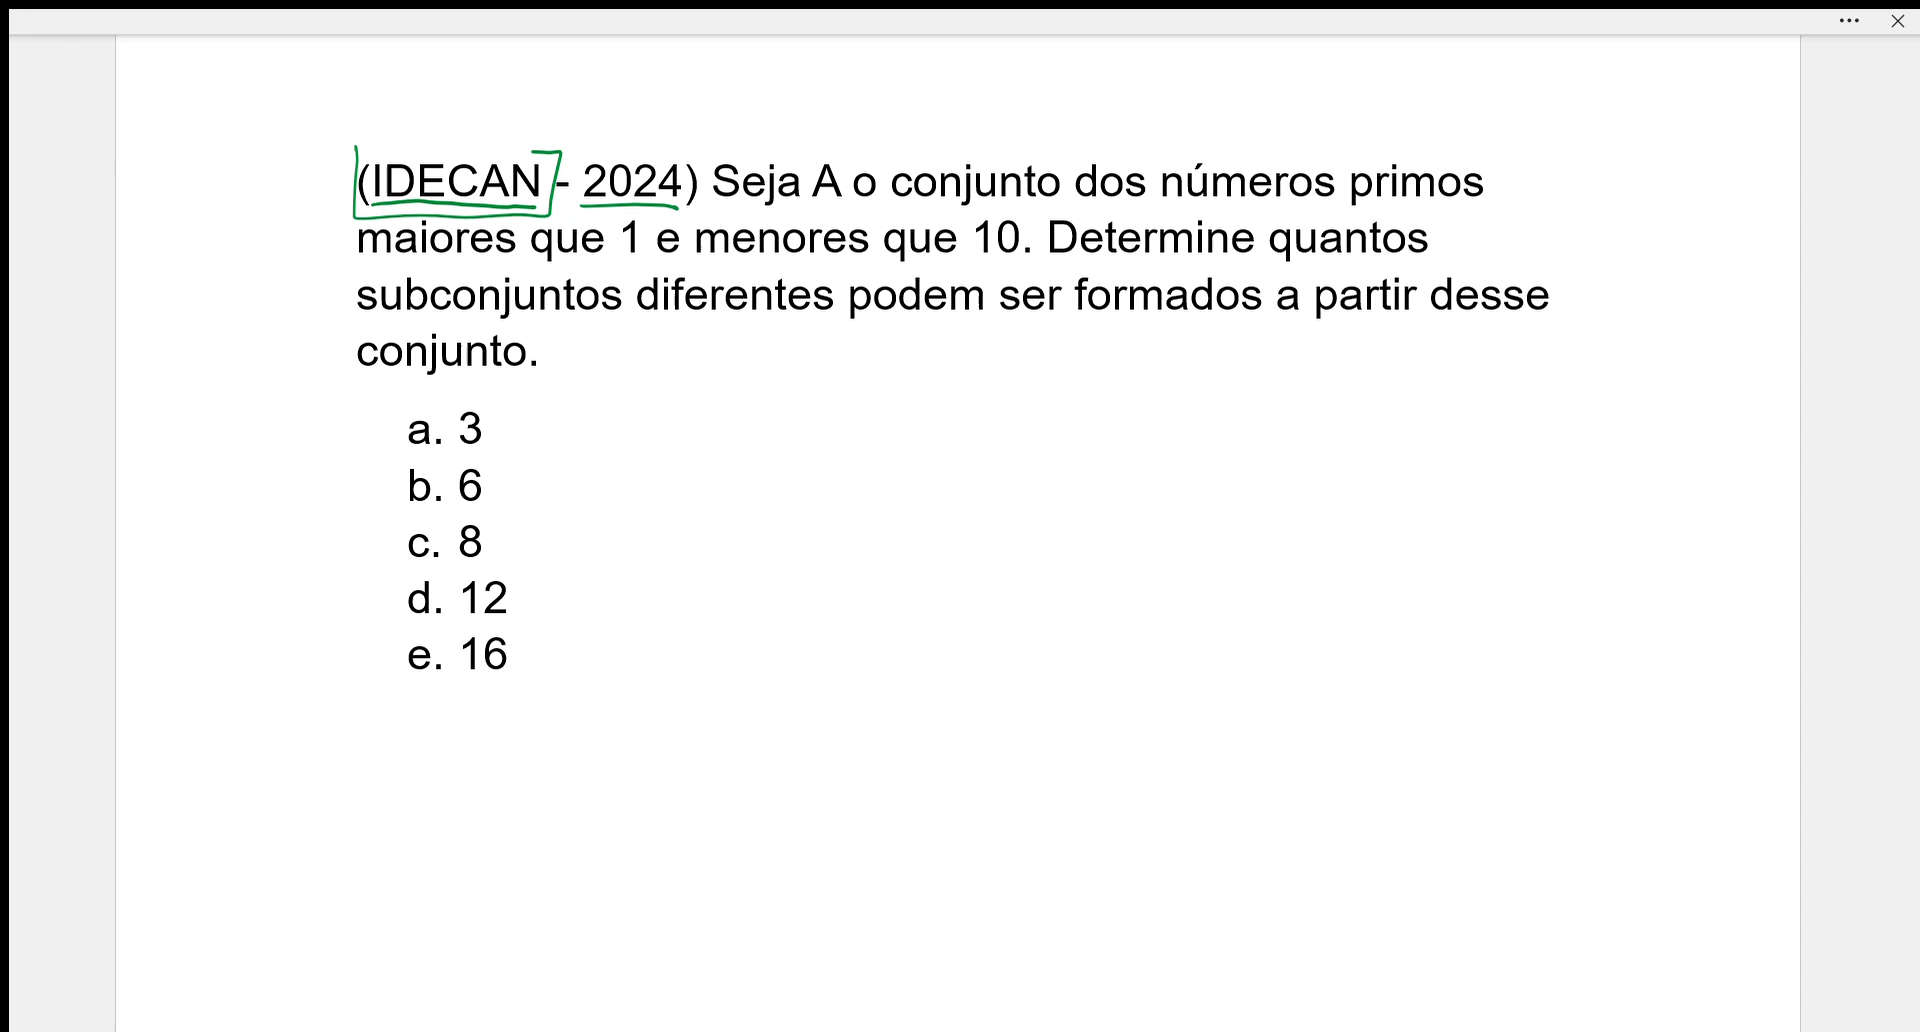 (IDECAN - 2024) Seja A o conjunto dos números primos
maiores que 1 e menores que 10. Determine quantos
subconjuntos diferentes podem ser formados a partir desse
conjunto.
a. 3
b. 6
c. 8
d. 12
e. 16